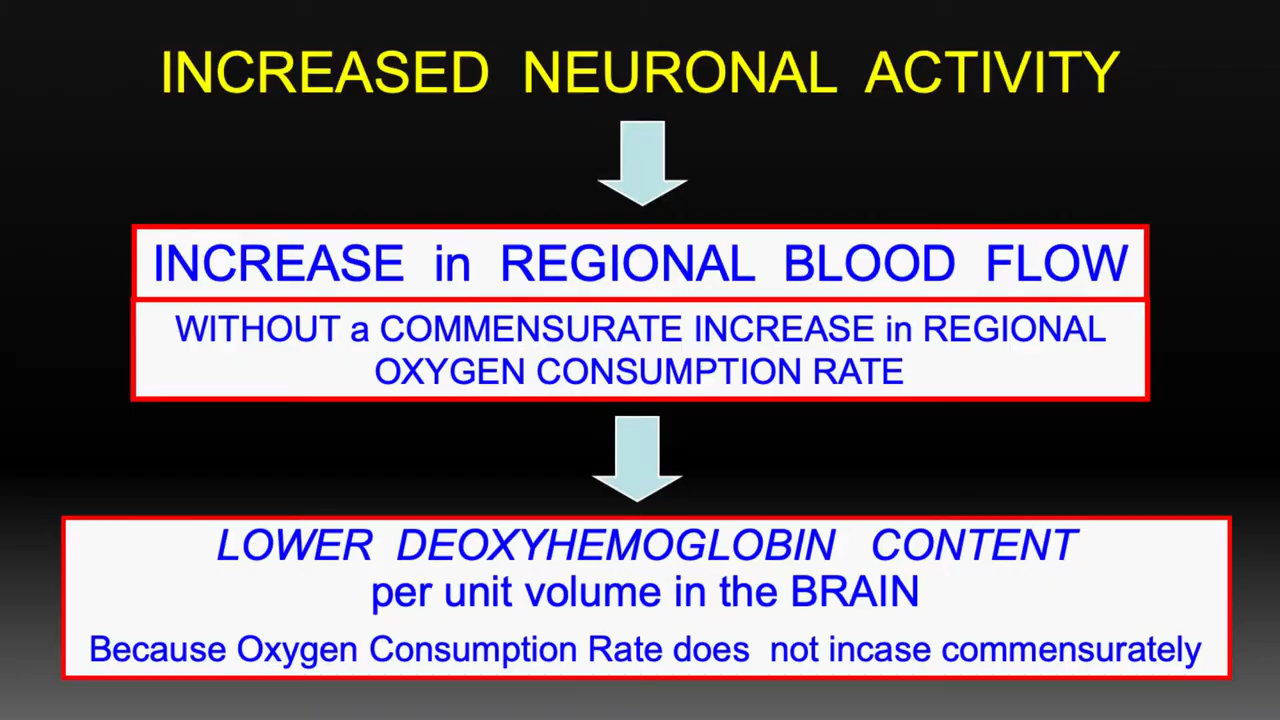 INCREASED NEURONAL ACTIVITY
INCREASE in REGIONAL BLOOD FLOW
WITHOUT a COMMENSURATE INCREASE in REGIONAL
OXYGEN CONSUMPTION RATE
LOWER DEOXYHEMOGLOBIN CONTENT
per unit volume in the BRAIN
Because Oxygen Consumption Rate does not incase commensurately